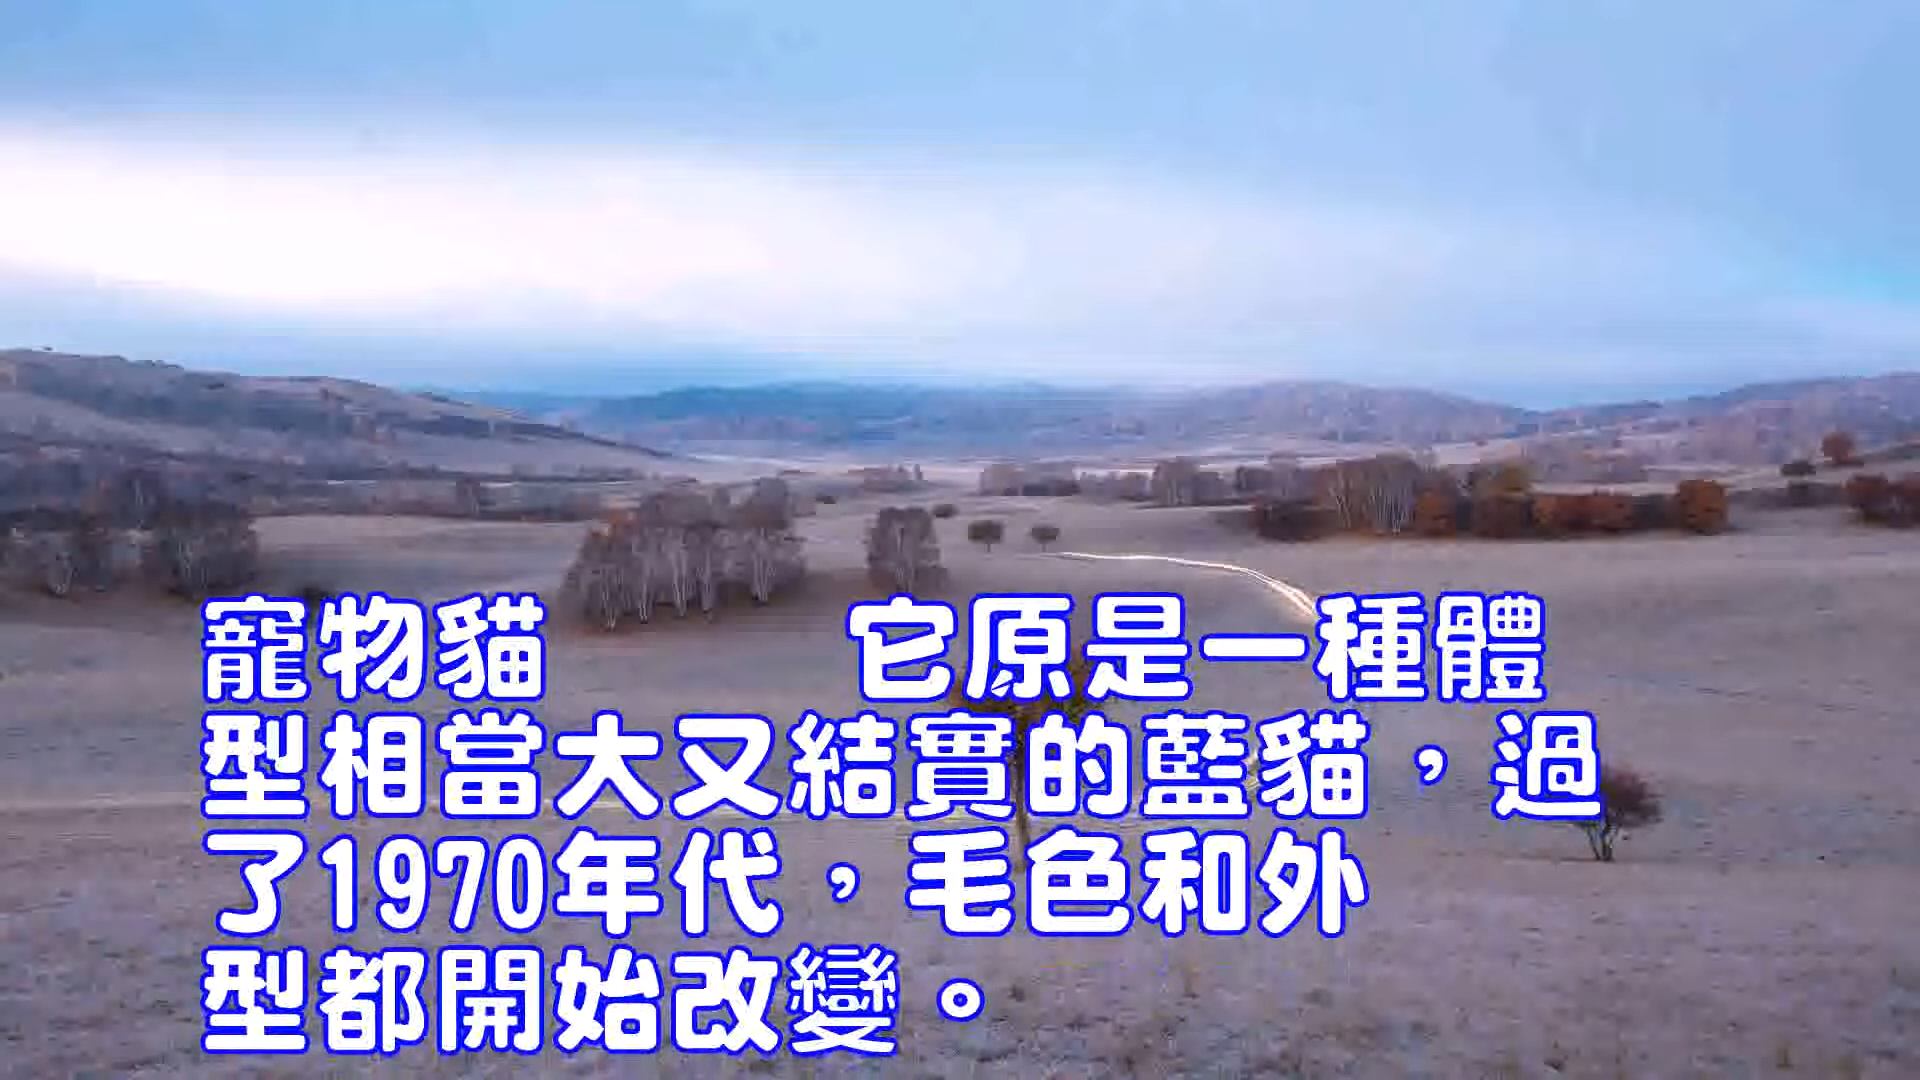 寵物貓 它原是一種體
型相當大又結實的藍貓，過
了1970年代，毛色和外
型都開始改變。